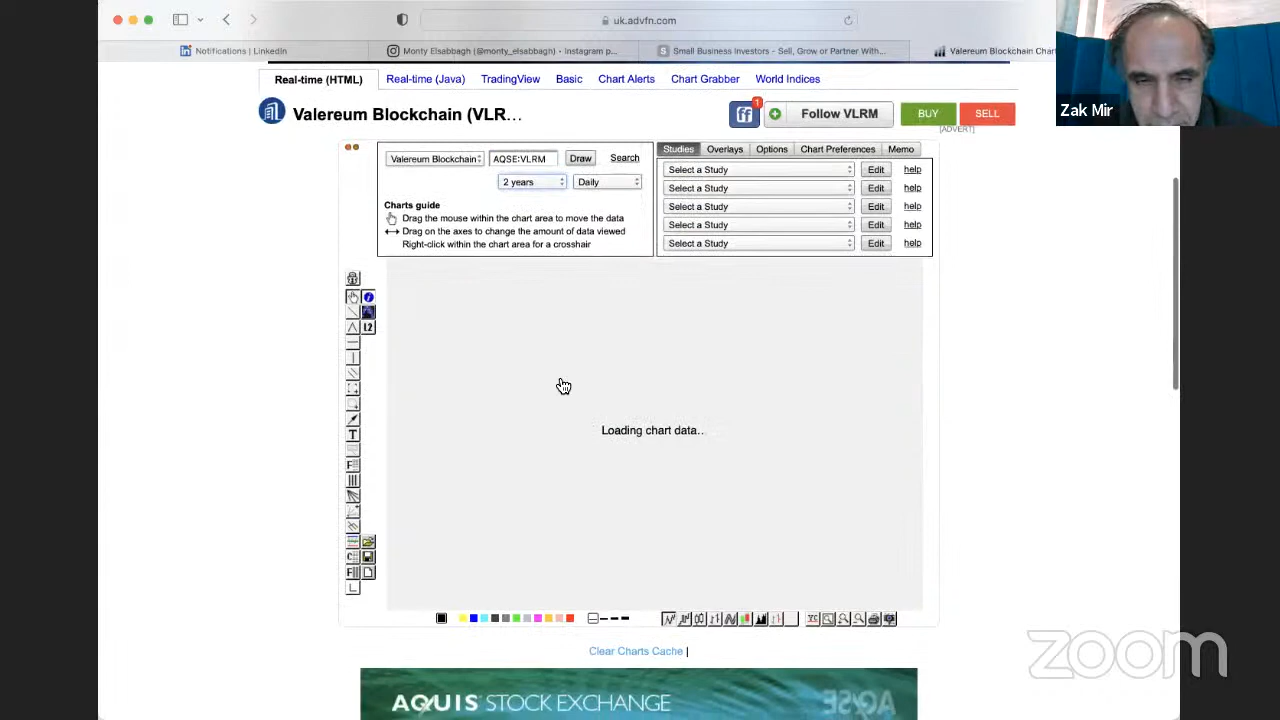 uk.advfn.com
Notifications | LinkedIn
Monty Elsabbagh (@monty_elsabbagh) • Instagram p...
Small Business Investors - Sell, Grow or Partner With...
Valereum Blockchain Char
Real-time (HTML)
Real-time (Java)
TradingView
Basic
Chart Alerts
Chart Grabber
World Indices
Zak Mir
Valereum Blockchain (VLR...
1
Follow VLRM
BUY
SELL
[ADVERT]
Valereum Blockchain
AQSE:VLRM
Draw
Search
2 years
Daily
Charts guide
Drag the mouse within the chart area to move the data
Drag on the axes to change the amount of data viewed
Right-click within the chart area for a crosshair
Studies
Overlays
Options
Chart Preferences
Memo
Select a Study Edit help
Select a Study Edit help
Select a Study Edit help
Select a Study Edit help
Select a Study Edit help
L2
T
Loading chart data..
Clear Charts Cache |
AQUIS STOCK EXCHANGE
AQSE
zoom